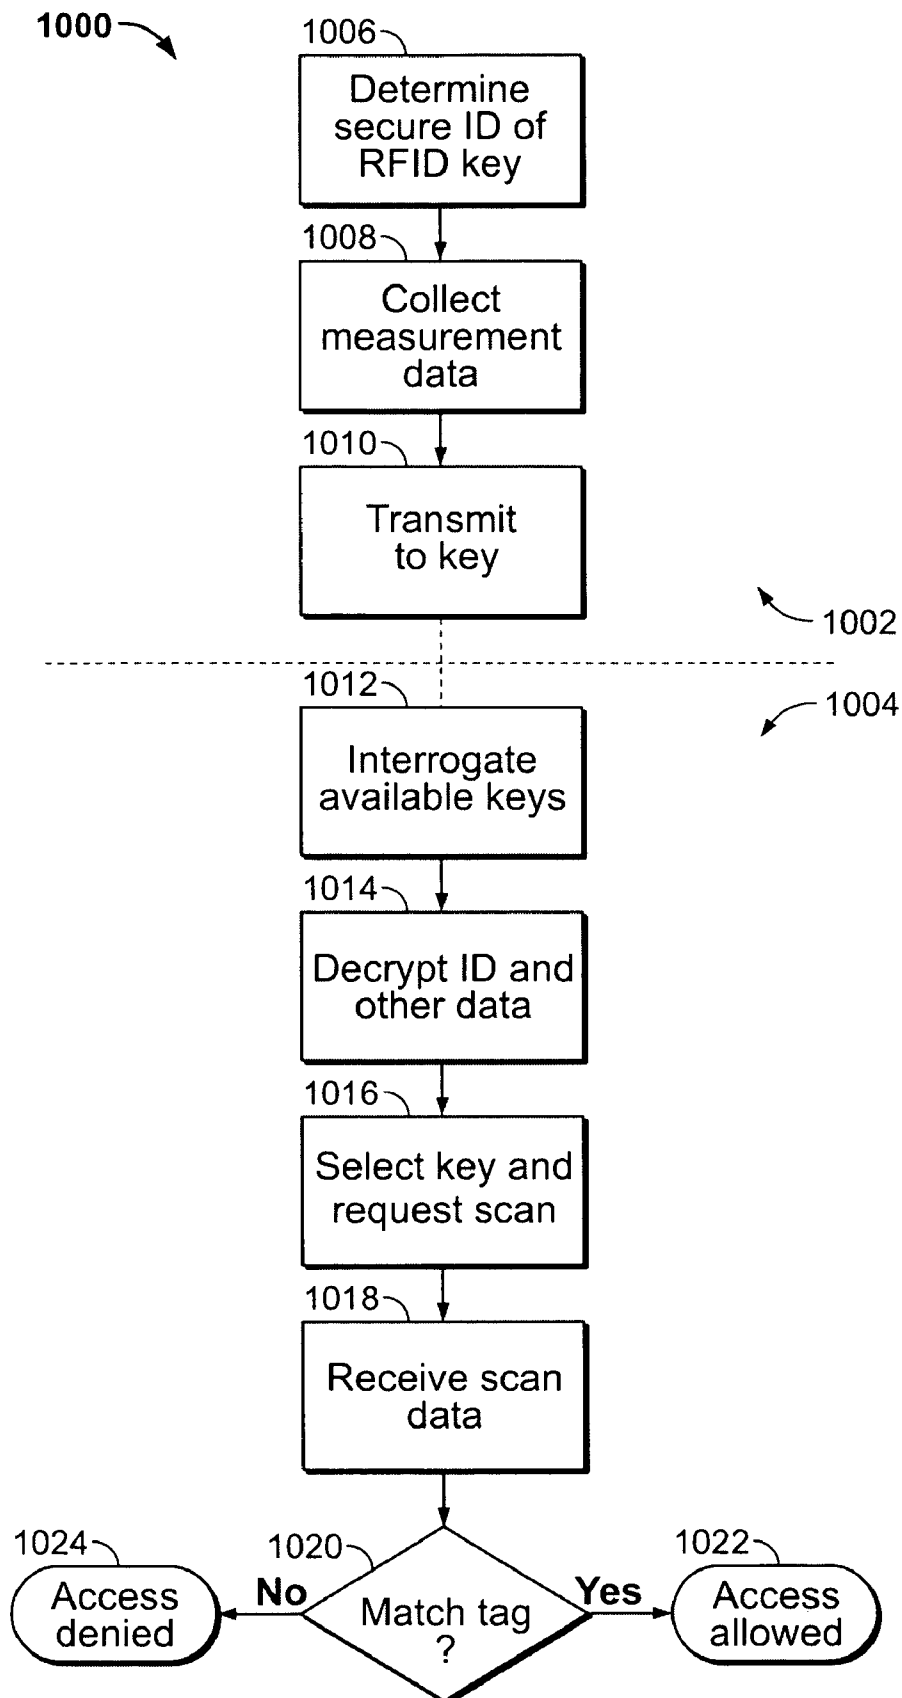 1000
1006
Determine
secure ID of
RFID key
1008
Collect
measurement
data
1010
Transmit
to key
1002
1004
1012
Interrogate
available keys
1014
Decrypt ID and
other data
1016
Select key and
request scan
1018
Receive scan
data
1020
Match tag
?
No
Yes
1024
Access
denied
1022
Access
allowed